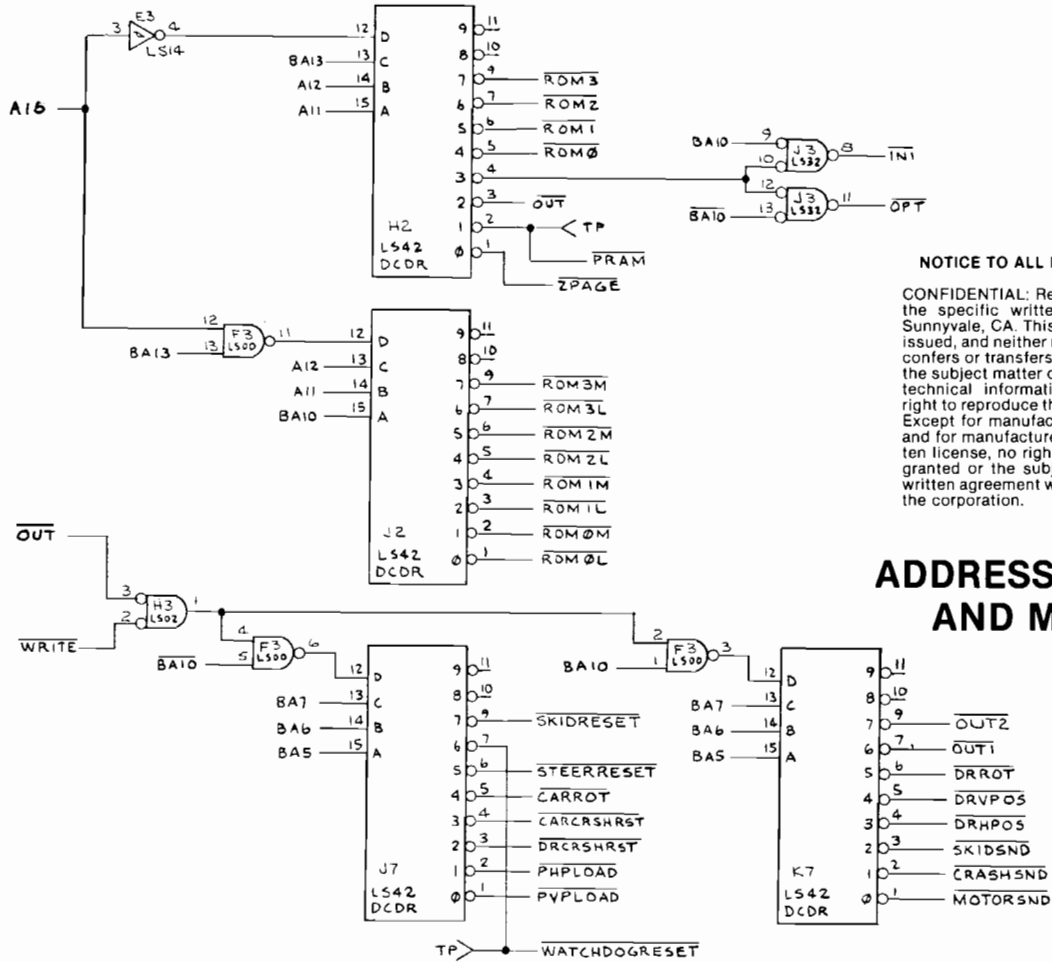 E3
3
4
LS14
A15
12 D
BA13 13 C
A12 14 B
A11 15 A
9 11
8 10
7 9 ROM3
6 7 ROM2
5 6 ROM1
4 5 ROMØ
3 4
2 3 OUT
1 2 TP
Ø 1
PRAM
ZPAGE
H2
LS42
DCDR
BA10 9
10
J3
LS32
8 IN1
12
BA10 13
J3
LS32
11 OPT
NOTICE TO ALL
CONFIDENTIAL: Re
the specific writte
Sunnyvale, CA. This
issued, and neither
confers or transfers
the subject matter
technical informati
right to reproduce th
Except for manufac
and for manufacture
ten license, no righ
granted or the sub
written agreement w
the corporation.
12
BA13 13
F3
LS00
11
12 D
A12 13 C
A11 14 B
BA10 15 A
9 11
8 10
7 9 ROM3M
6 7 ROM3L
5 6 ROM2M
4 5 ROM2L
3 4 ROM1M
2 3 ROM1L
1 2 ROMØM
Ø 1 ROMØL
J2
LS42
DCDR
ADDRESS
AND M
OUT
3
WRITE 2
H3
LS02
1
4
BA10 5
F3
LS00
6
12 D
BA7 13 C
BA6 14 B
BA5 15 A
9 11
8 10
7 9 SKIDRESET
6 7
5 6 STEERRESET
4 5 CARROT
3 4 CARCRSHRST
2 3 DRCRSHRST
1 2 PHPLOAD
Ø 1 PVPLOAD
J7
LS42
DCDR
TP WATCHDOGRESET
2
BA10 1
F3
LS00
3
12 D
BA7 13 C
BA6 14 B
BA5 15 A
9 11
8 10
7 9 OUT2
6 7 OUT1
5 6 DRROT
4 5 DRVPOS
3 4 DRHPOS
2 3 SKIDSND
1 2 CRASHSND
Ø 1 MOTORSND
K7
LS42
DCDR